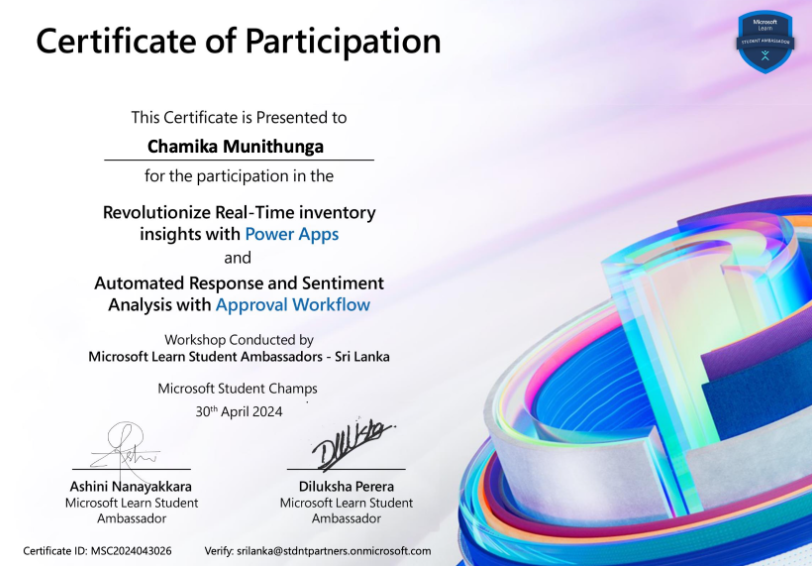 Certificate of Participation
Microsoft
Learn
STUDENT AMBASSADOR
This Certificate is Presented to
Chamika Munithunga
for the participation in the
Revolutionize Real-Time inventory
insights with Power Apps
and
Automated Response and Sentiment
Analysis with Approval Workflow
Workshop Conducted by
Microsoft Learn Student Ambassadors - Sri Lanka
Microsoft Student Champs
30th April 2024
Ashini Nanayakkara
Microsoft Learn Student
Ambassador
Diluksha Perera
Microsoft Learn Student
Ambassador
Certificate ID: MSC2024043026
Verify: srilanka@stdntpartners.onmicrosoft.com